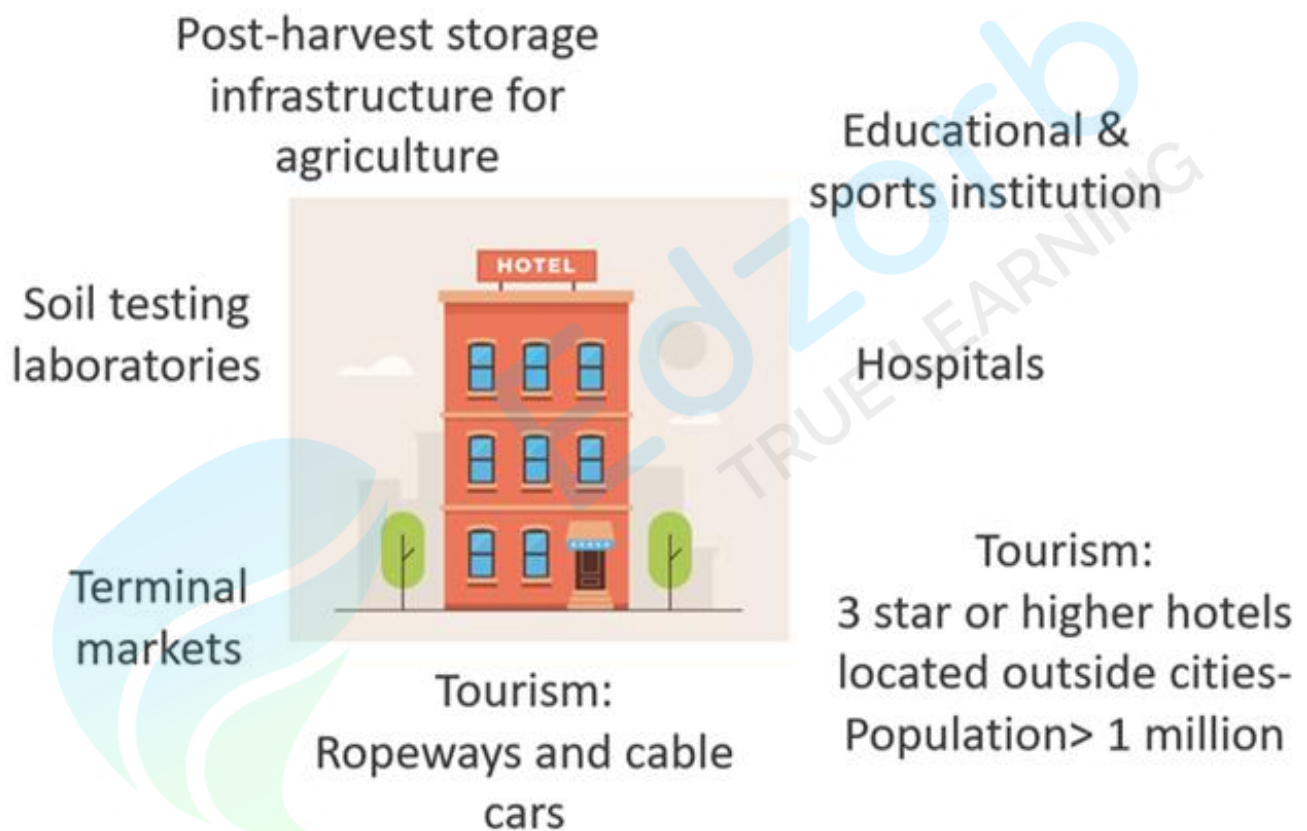 Post-harvest storage
infrastructure for
agriculture
Educational &
sports institution
HOTEL
Soil testing
laboratories
Hospitals
Terminal
markets
Tourism:
3 star or higher hotels
located outside cities-
Population> 1 million
Tourism:
Ropeways and cable
cars
Edzorb
TRUE LEARNING